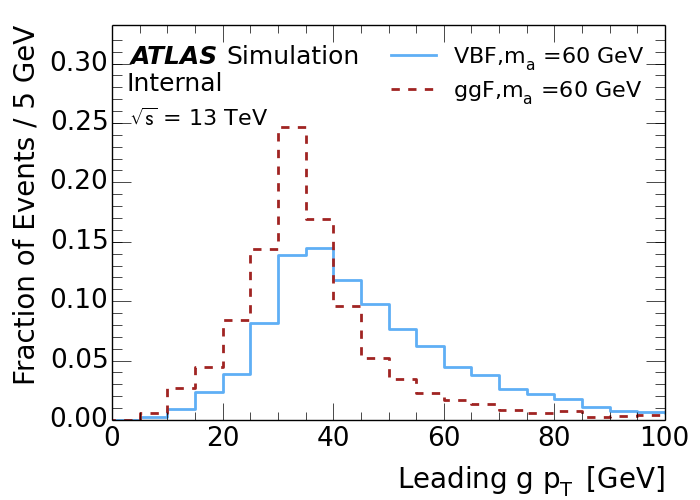 ATLAS Simulation
Internal
√s = 13 TeV
VBF,mₐ =60 GeV
ggF,mₐ =60 GeV
Fraction of Events / 5 GeV
0.30
0.25
0.20
0.15
0.10
0.05
0.00
0 20 40 60 80 100
Leading g p_T [GeV]